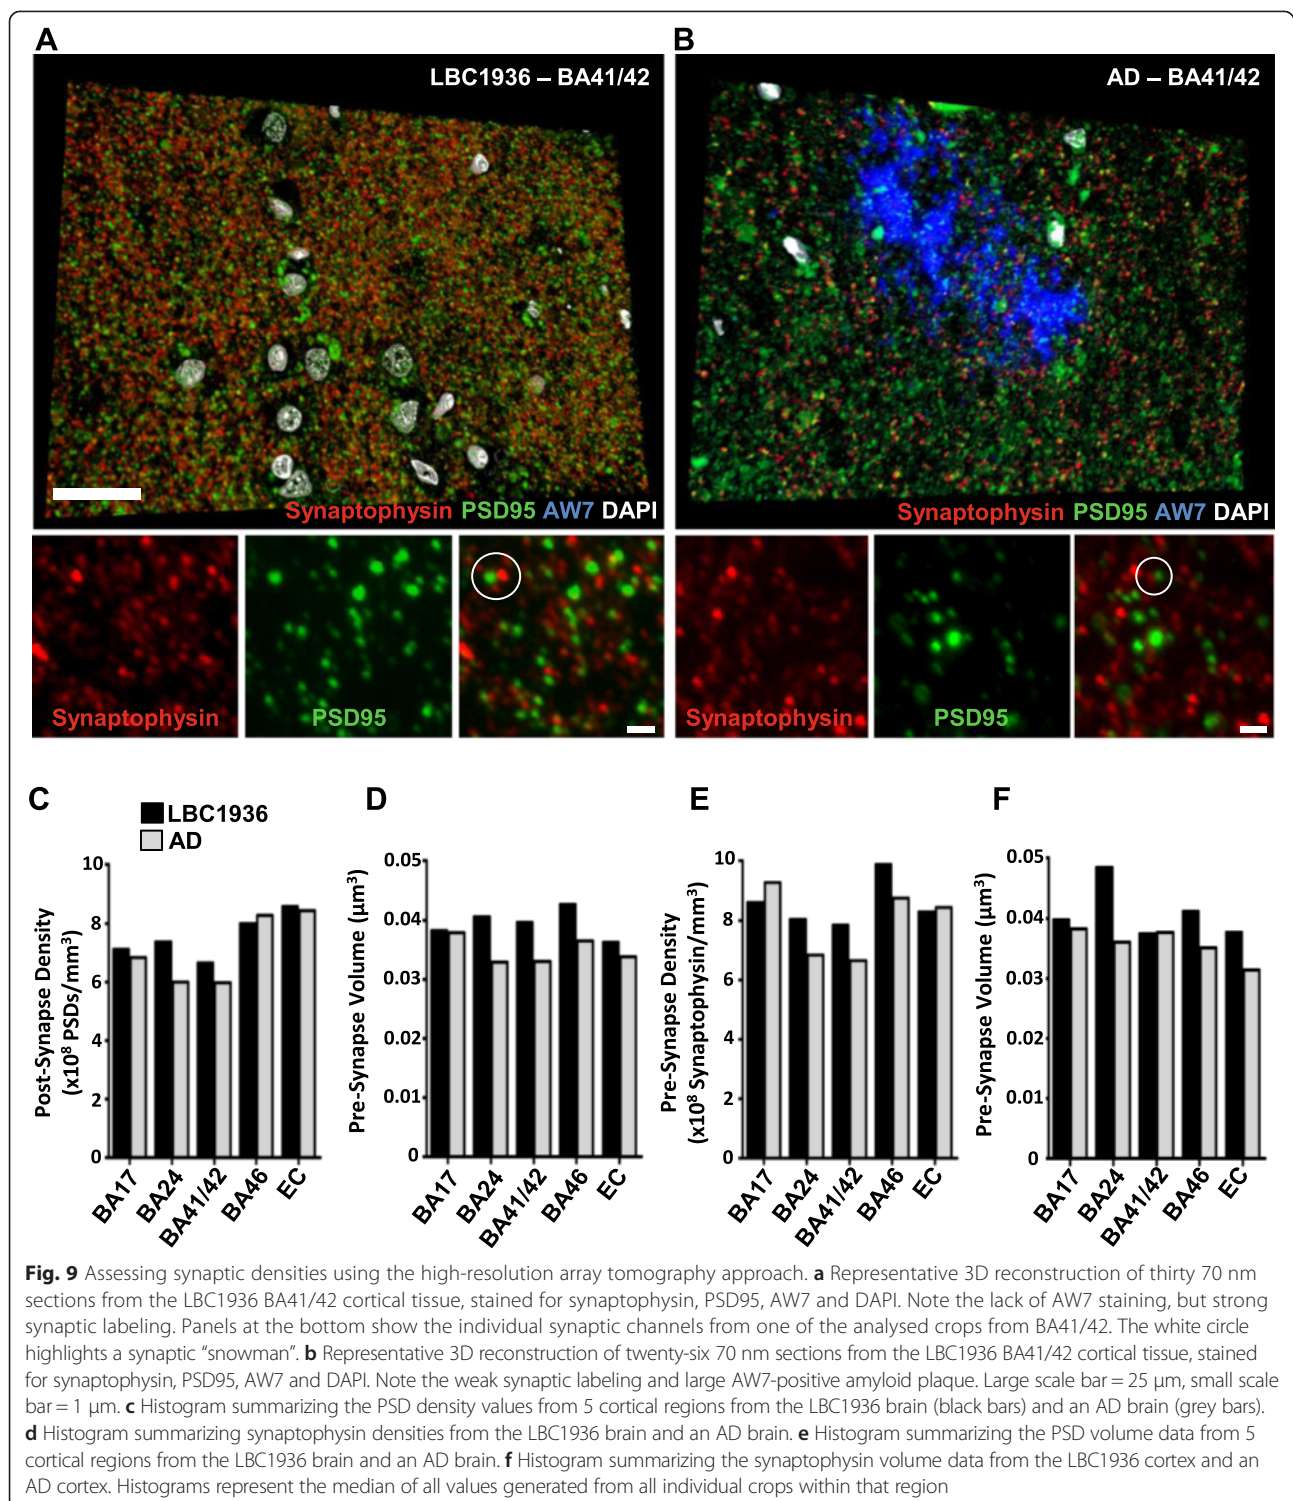 A
B
LBC1936 – BA41/42
AD – BA41/42
Synaptophysin PSD95 AW7 DAPI
Synaptophysin PSD95 AW7 DAPI
Synaptophysin
PSD95
Synaptophysin
PSD95
C
LBC1936
AD
Post-Synapse Density
(x10⁸ PSDs/mm³)
10
8
6
4
2
0
BA17
BA24
BA41/42
BA46
EC
D
Pre-Synapse Volume (µm³)
0.05
0.04
0.03
0.02
0.01
0
BA17
BA24
BA41/42
BA46
EC
E
Pre-Synapse Density
(x10⁸ Synaptophysin/mm³)
10
8
6
4
2
0
BA17
BA24
BA41/42
BA46
EC
F
Pre-Synapse Volume (µm³)
0.05
0.04
0.03
0.02
0.01
0
BA17
BA24
BA41/42
BA46
EC
Fig. 9 Assessing synaptic densities using the high-resolution array tomography approach. a Representative 3D reconstruction of thirty 70 nm
sections from the LBC1936 BA41/42 cortical tissue, stained for synaptophysin, PSD95, AW7 and DAPI. Note the lack of AW7 staining, but strong
synaptic labeling. Panels at the bottom show the individual synaptic channels from one of the analysed crops from BA41/42. The white circle
highlights a synaptic “snowman”. b Representative 3D reconstruction of twenty-six 70 nm sections from the LBC1936 BA41/42 cortical tissue, stained
for synaptophysin, PSD95, AW7 and DAPI. Note the weak synaptic labeling and large AW7-positive amyloid plaque. Large scale bar = 25 µm, small scale
bar = 1 µm. c Histogram summarizing the PSD density values from 5 cortical regions from the LBC1936 brain (black bars) and an AD brain (grey bars).
d Histogram summarizing synaptophysin densities from the LBC1936 brain and an AD brain. e Histogram summarizing the PSD volume data from 5
cortical regions from the LBC1936 brain and an AD brain. f Histogram summarizing the synaptophysin volume data from the LBC1936 cortex and an
AD cortex. Histograms represent the median of all values generated from all individual crops within that region